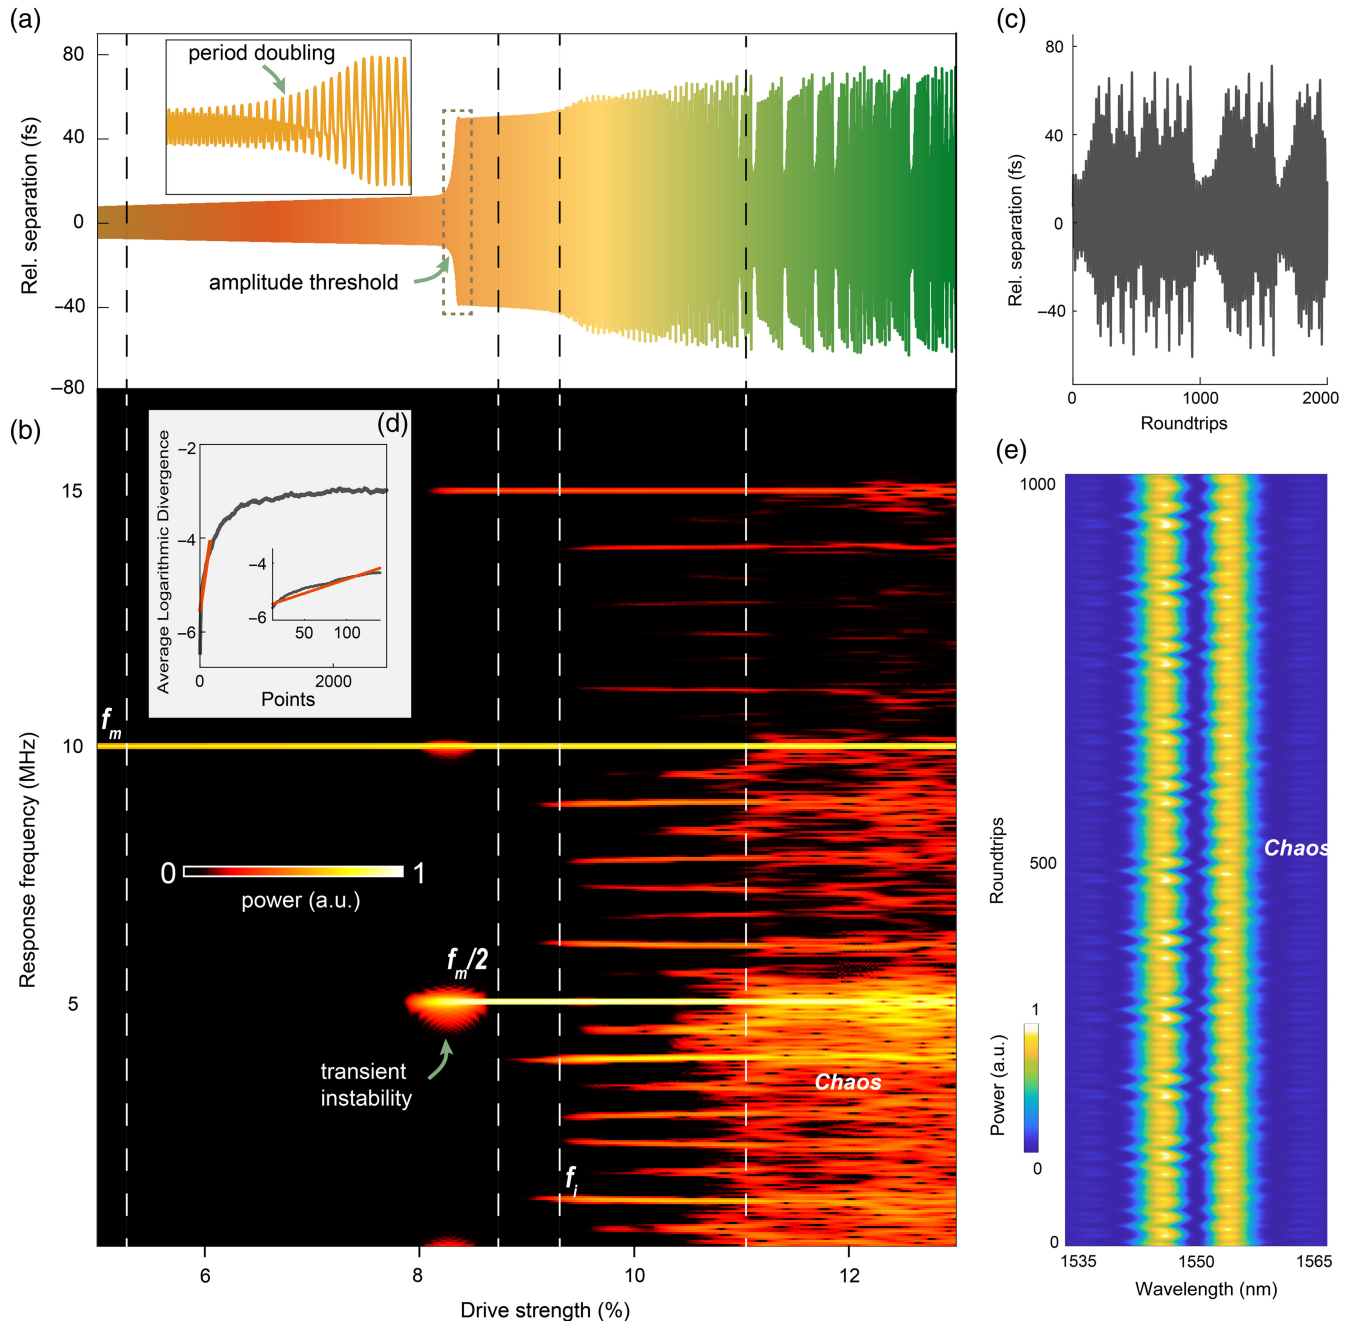 (a)
80
40
0
–40
–80
Rel. separation (fs)
period doubling
amplitude threshold
(c)
80
40
0
–40
Rel. separation (fs)
0 1000 2000
Roundtrips
(b)
15
10
5
Response frequency (MHz)
(d)
Average Logarithmic Divergence
–2
–4
–6
0 2000
Points
–4
–6
50 100
f_m
0 1
power (a.u.)
f_m/2
transient
instability
Chaos
f_i
6 8 10 12
Drive strength (%)
(e)
1000
500
0
Roundtrips
Chaos
1
0
Power (a.u.)
1535 1550 1565
Wavelength (nm)